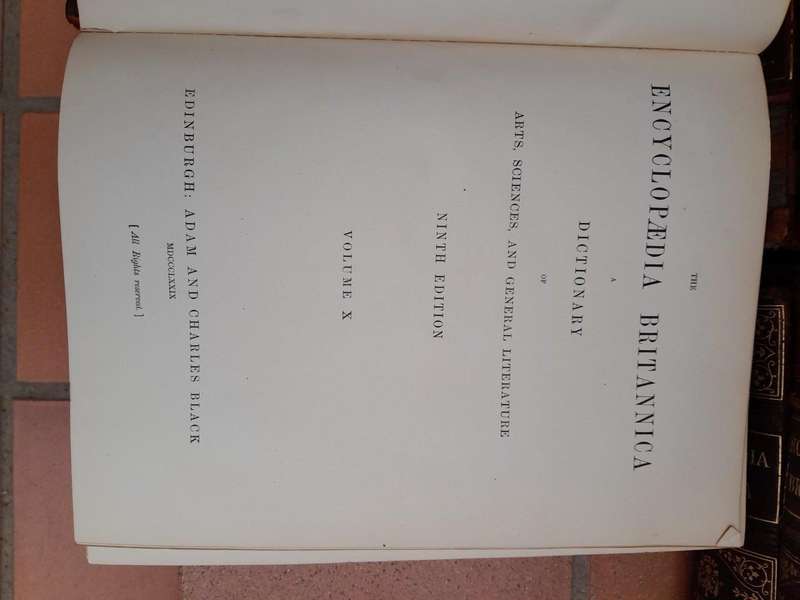 THE
ENCYCLOPÆDIA BRITANNICA
A
DICTIONARY
OF
ARTS, SCIENCES, AND GENERAL LITERATURE
NINTH EDITION
VOLUME X
EDINBURGH: ADAM AND CHARLES BLACK
MDCCCLXXIX
[All Rights reserved.]